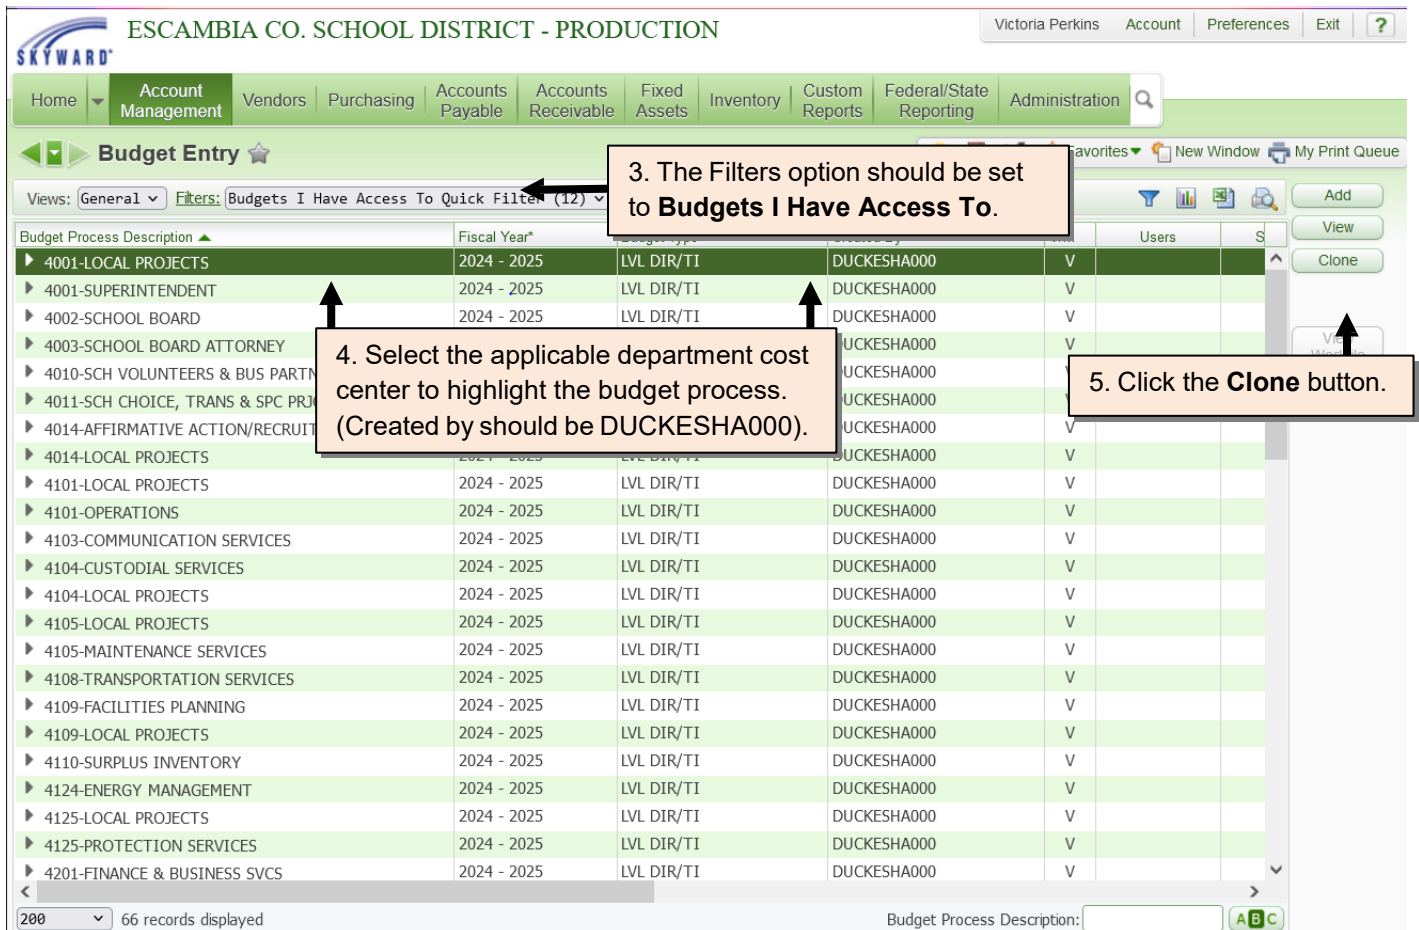 SKYWARD
ESCAMBIA CO. SCHOOL DISTRICT - PRODUCTION
Victoria Perkins Account Preferences Exit ?
Home Account Management Vendors Purchasing Accounts Payable Accounts Receivable Fixed Assets Inventory Custom Reports Federal/State Reporting Administration
Budget Entry
New Window My Print Queue
Views: General Filters: Budgets I Have Access To Quick Filter (12)
3. The Filters option should be set
to Budgets I Have Access To.
Add
View
Clone
Budget Process Description Fiscal Year* Users S
4001-LOCAL PROJECTS 2024 - 2025 LVL DIR/TI DUCKESHA000 V
4001-SUPERINTENDENT 2024 - 2025 LVL DIR/TI DUCKESHA000 V
4002-SCHOOL BOARD 2024 - 2025 LVL DIR/TI DUCKESHA000 V
4003-SCHOOL BOARD ATTORNEY DUCKESHA000 V
4010-SCH VOLUNTEERS & BUS PARTN DUCKESHA000
4011-SCH CHOICE, TRANS & SPC PRJ DUCKESHA000
4014-AFFIRMATIVE ACTION/RECRUIT DUCKESHA000 V
4. Select the applicable department cost
center to highlight the budget process.
(Created by should be DUCKESHA000).
5. Click the Clone button.
4014-LOCAL PROJECTS 2024 - 2025 LVL DIR/TI DUCKESHA000 V
4101-LOCAL PROJECTS 2024 - 2025 LVL DIR/TI DUCKESHA000 V
4101-OPERATIONS 2024 - 2025 LVL DIR/TI DUCKESHA000 V
4103-COMMUNICATION SERVICES 2024 - 2025 LVL DIR/TI DUCKESHA000 V
4104-CUSTODIAL SERVICES 2024 - 2025 LVL DIR/TI DUCKESHA000 V
4104-LOCAL PROJECTS 2024 - 2025 LVL DIR/TI DUCKESHA000 V
4105-LOCAL PROJECTS 2024 - 2025 LVL DIR/TI DUCKESHA000 V
4105-MAINTENANCE SERVICES 2024 - 2025 LVL DIR/TI DUCKESHA000 V
4108-TRANSPORTATION SERVICES 2024 - 2025 LVL DIR/TI DUCKESHA000 V
4109-FACILITIES PLANNING 2024 - 2025 LVL DIR/TI DUCKESHA000 V
4109-LOCAL PROJECTS 2024 - 2025 LVL DIR/TI DUCKESHA000 V
4110-SURPLUS INVENTORY 2024 - 2025 LVL DIR/TI DUCKESHA000 V
4124-ENERGY MANAGEMENT 2024 - 2025 LVL DIR/TI DUCKESHA000 V
4125-LOCAL PROJECTS 2024 - 2025 LVL DIR/TI DUCKESHA000 V
4125-PROTECTION SERVICES 2024 - 2025 LVL DIR/TI DUCKESHA000 V
4201-FINANCE & BUSINESS SVCS 2024 - 2025 LVL DIR/TI DUCKESHA000 V
200 66 records displayed Budget Process Description: ABC